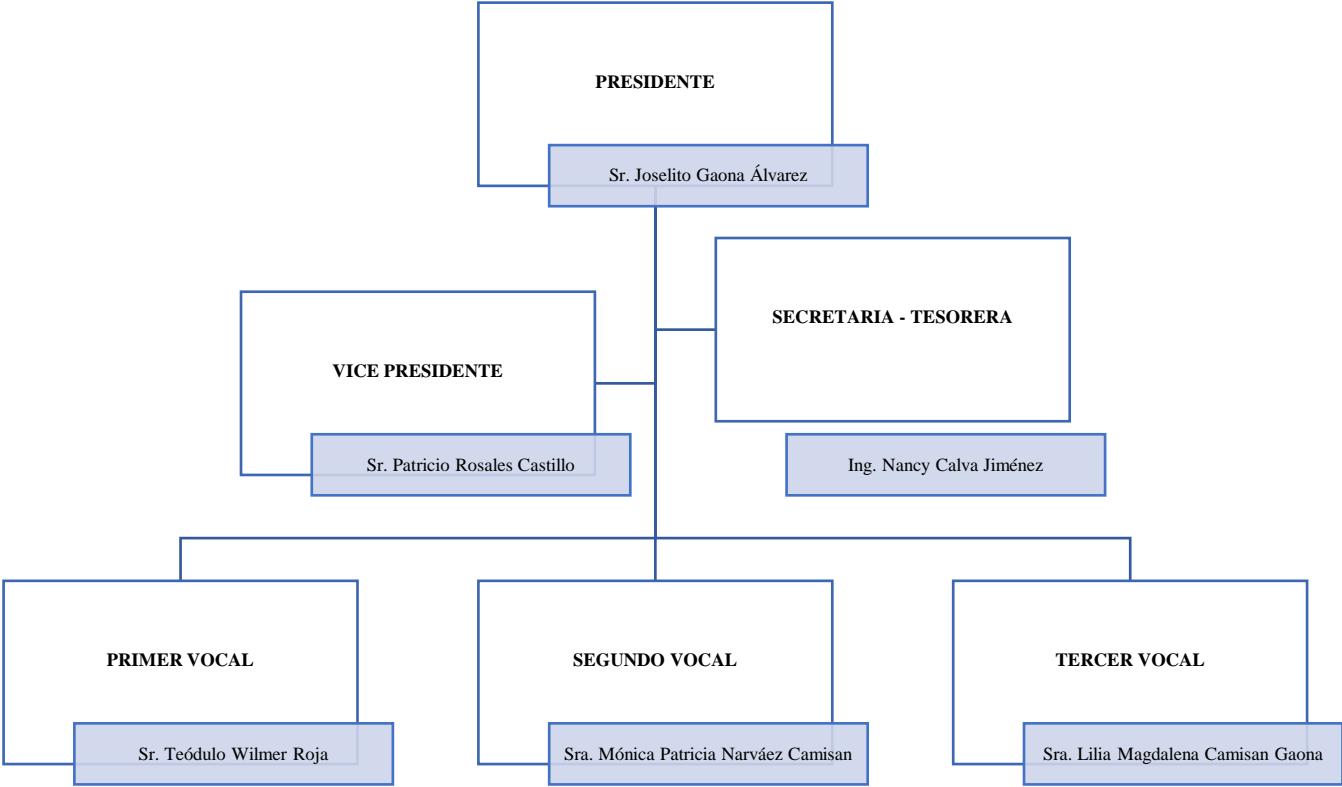 PRESIDENTE
Sr. Joselito Gaona Álvarez
SECRETARIA - TESORERA
Ing. Nancy Calva Jiménez
VICE PRESIDENTE
Sr. Patricio Rosales Castillo
PRIMER VOCAL
Sr. Teódulo Wilmer Roja
SEGUNDO VOCAL
Sra. Mónica Patricia Narváez Camisan
TERCER VOCAL
Sra. Lilia Magdalena Camisan Gaona